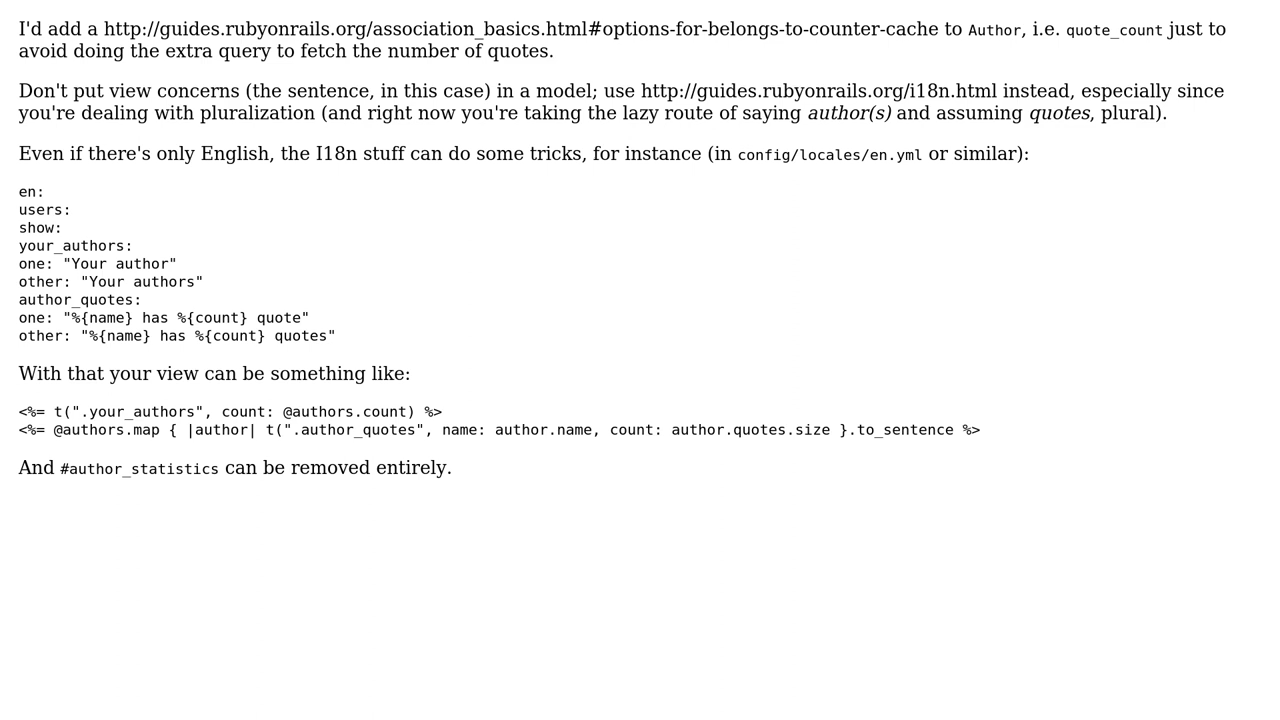 I'd add a http://guides.rubyonrails.org/association_basics.html#options-for-belongs-to-counter-cache to Author, i.e. quote_count just to
avoid doing the extra query to fetch the number of quotes.
Don't put view concerns (the sentence, in this case) in a model; use http://guides.rubyonrails.org/i18n.html instead, especially since
you're dealing with pluralization (and right now you're taking the lazy route of saying author(s) and assuming quotes, plural).
Even if there's only English, the I18n stuff can do some tricks, for instance (in config/locales/en.yml or similar):
en:
users:
show:
your_authors:
one: "Your author"
other: "Your authors"
author_quotes:
one: "%{name} has %{count} quote"
other: "%{name} has %{count} quotes"
With that your view can be something like:
<%= t(".your_authors", count: @authors.count) %>
<%= @authors.map { |author| t(".author_quotes", name: author.name, count: author.quotes.size }.to_sentence %>
And #author_statistics can be removed entirely.